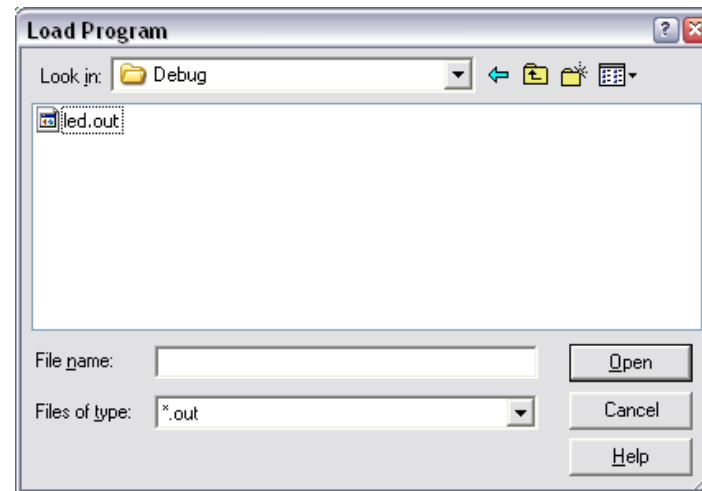 Load Program
Look in: Debug
led.out
File name: Open
Files of type: *.out Cancel
Help